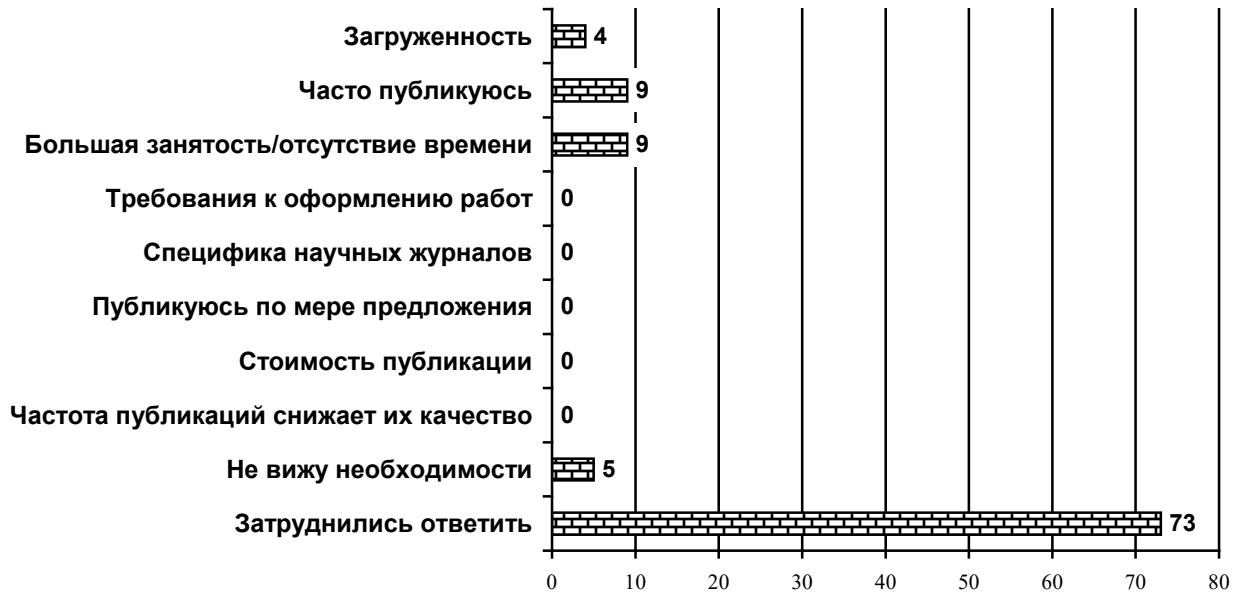 Загруженность 4
Часто публикуюсь 9
Большая занятость/отсутствие времени 9
Требования к оформлению работ 0
Специфика научных журналов 0
Публикуюсь по мере предложения 0
Стоимость публикации 0
Частота публикаций снижает их качество 0
Не вижу необходимости 5
Затруднились ответить 73
0 10 20 30 40 50 60 70 80